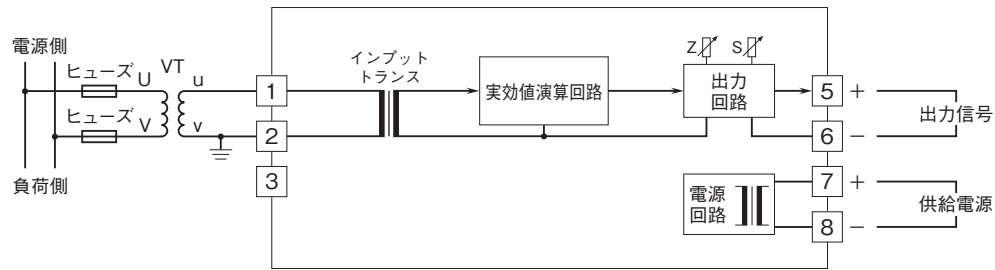 電源側
ヒューズ
U
VT
u
ヒューズ
V
v
負荷側
1
2
3
インプット
トランス
実効値演算回路
Z
S
出力
回路
5
+
6
−
出力信号
電源
回路
7
+
8
−
供給電源